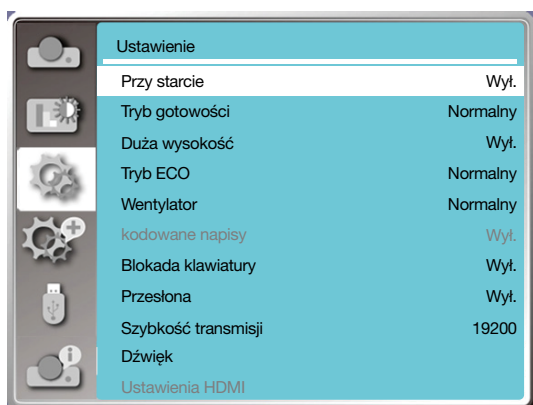 Ustawienie
Przy starcie Wył.
Tryb gotowości Normalny
Duża wysokość Wył.
Tryb ECO Normalny
Wentylator Normalny
kodowane napisy Wył.
Blokada klawiatury Wył.
Przesłona Wył.
Szybkość transmisji 19200
Dźwięk
Ustawienia HDMI